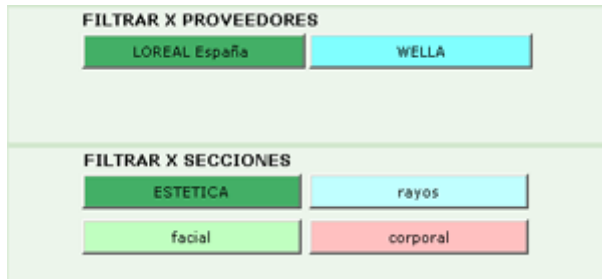 FILTRAR X PROVEEDORES
LOREAL España WELLA
FILTRAR X SECCIONES
ESTETICA rayos
facial corporal